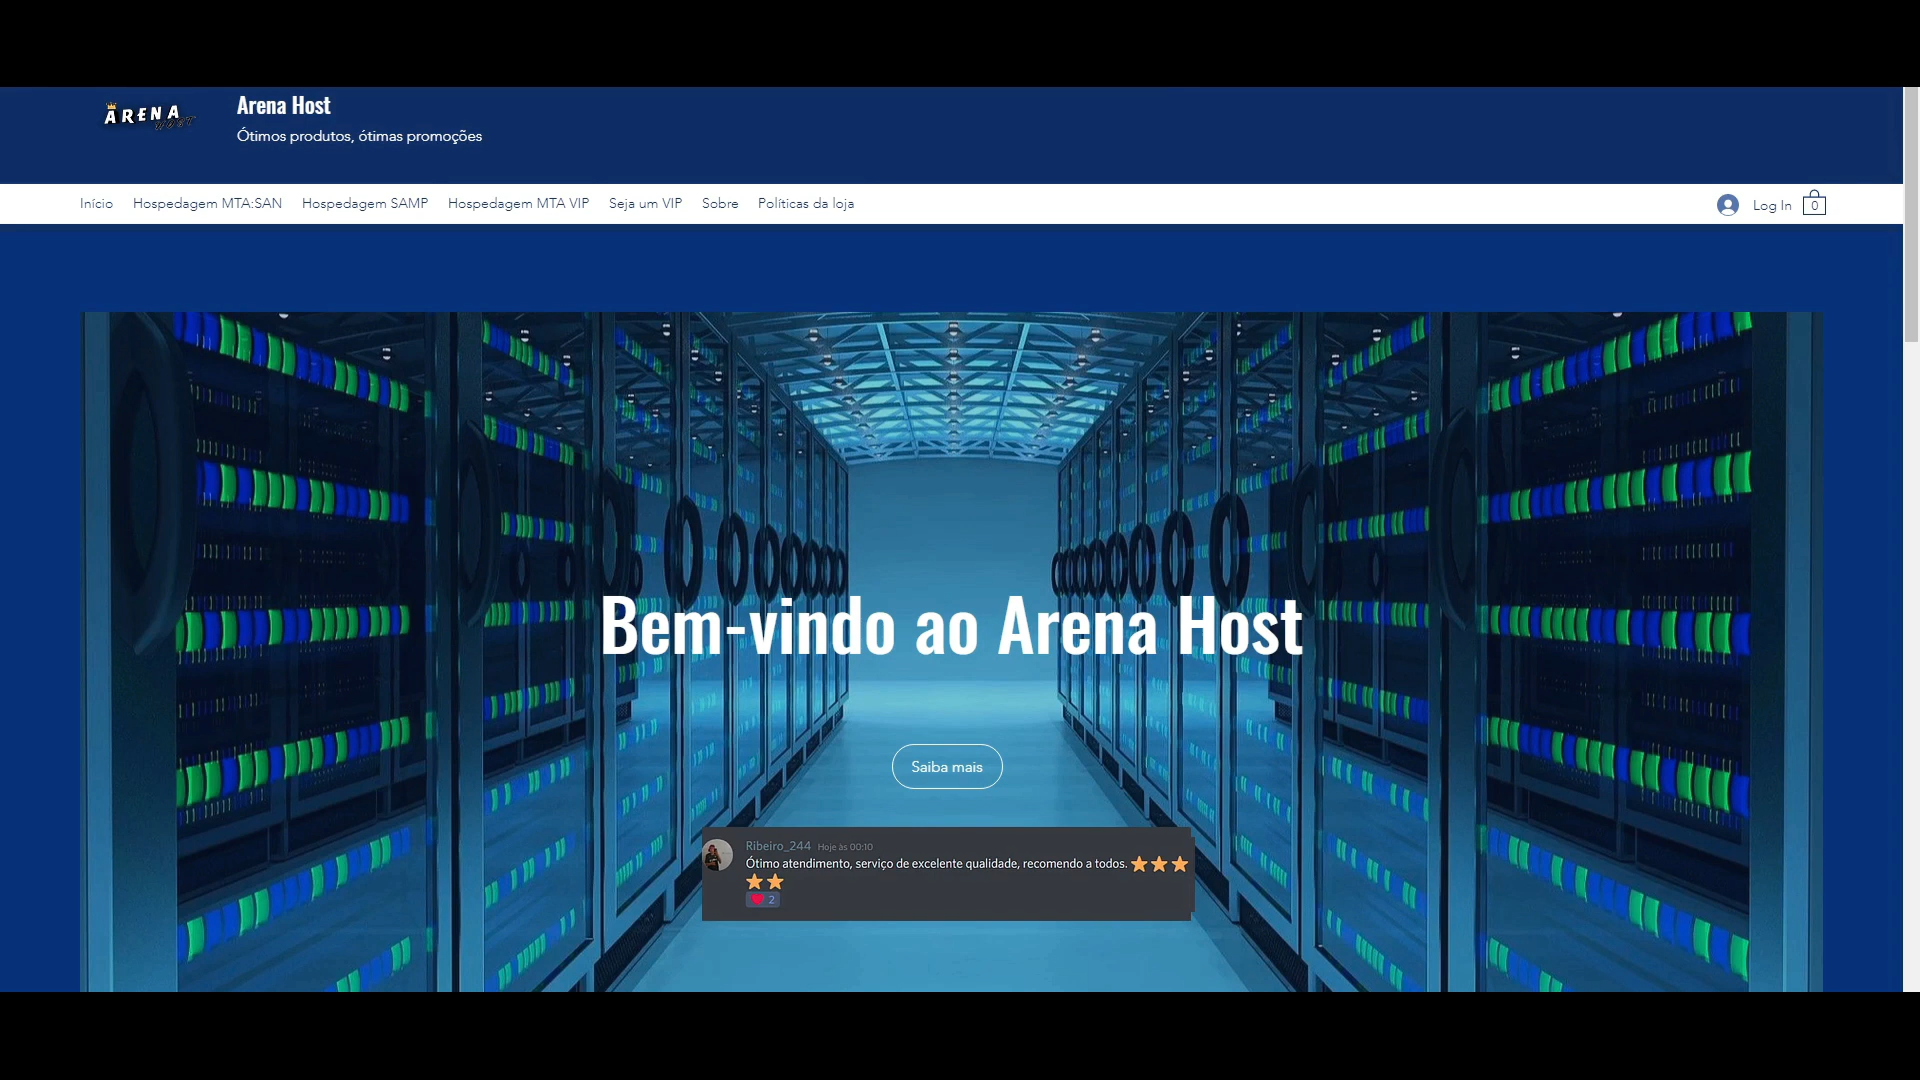 ARENA
HOST
Arena Host
Ótimos produtos, ótimas promoções
Início Hospedagem MTA:SAN Hospedagem SAMP Hospedagem MTA VIP Seja um VIP Sobre Políticas da loja
Log In 0
Bem-vindo ao Arena Host
Saiba mais
Ribeiro_244 Hoje às 00:10
Ótimo atendimento, serviço de excelente qualidade, recomendo a todos.
2